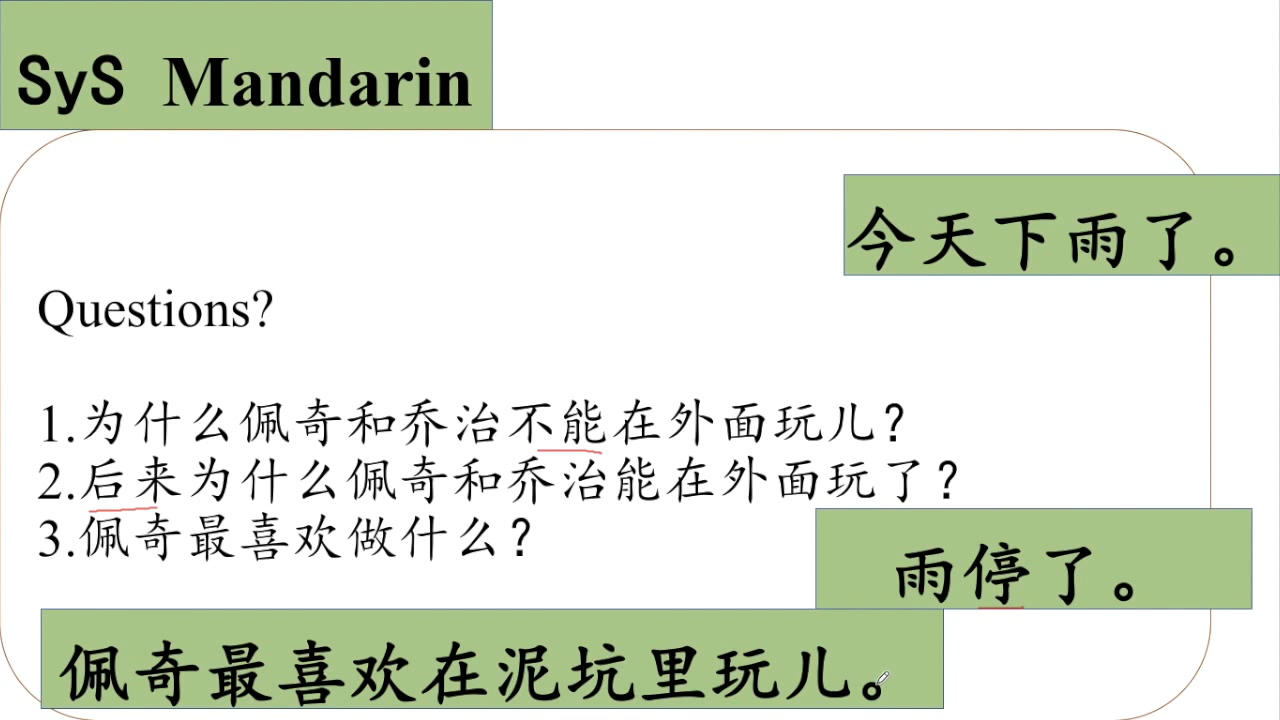 SyS Mandarin
今天下雨了。
Questions?
1.为什么佩奇和乔治不能在外面玩儿？
2.后来为什么佩奇和乔治能在外面玩了？
3.佩奇最喜欢做什么？
雨停了。
佩奇最喜欢在泥坑里玩儿。